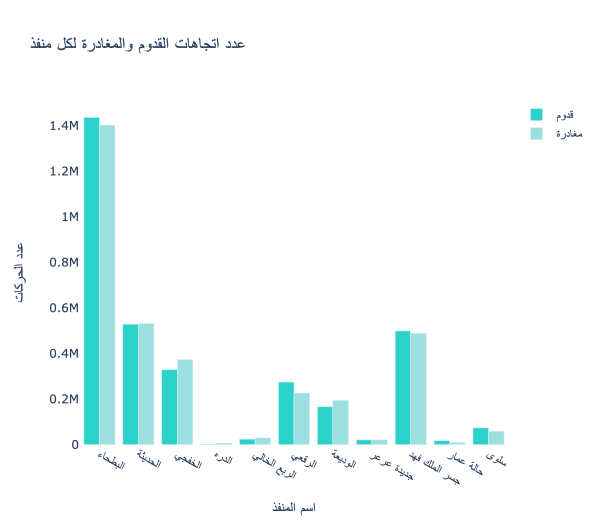 عدد اتجاهات القدوم والمغادرة لكل منفذ
قدوم
مغادرة
عدد الحركات
1.4M
1.2M
1M
0.8M
0.6M
0.4M
0.2M
0
البطحاء
الحديثة
الخفجي
الدره
الربع الخالي
الرقعي
الوديعة
جديدة عرعر
جسر الملك فهد
حالة عمار
سلوى
اسم المنفذ